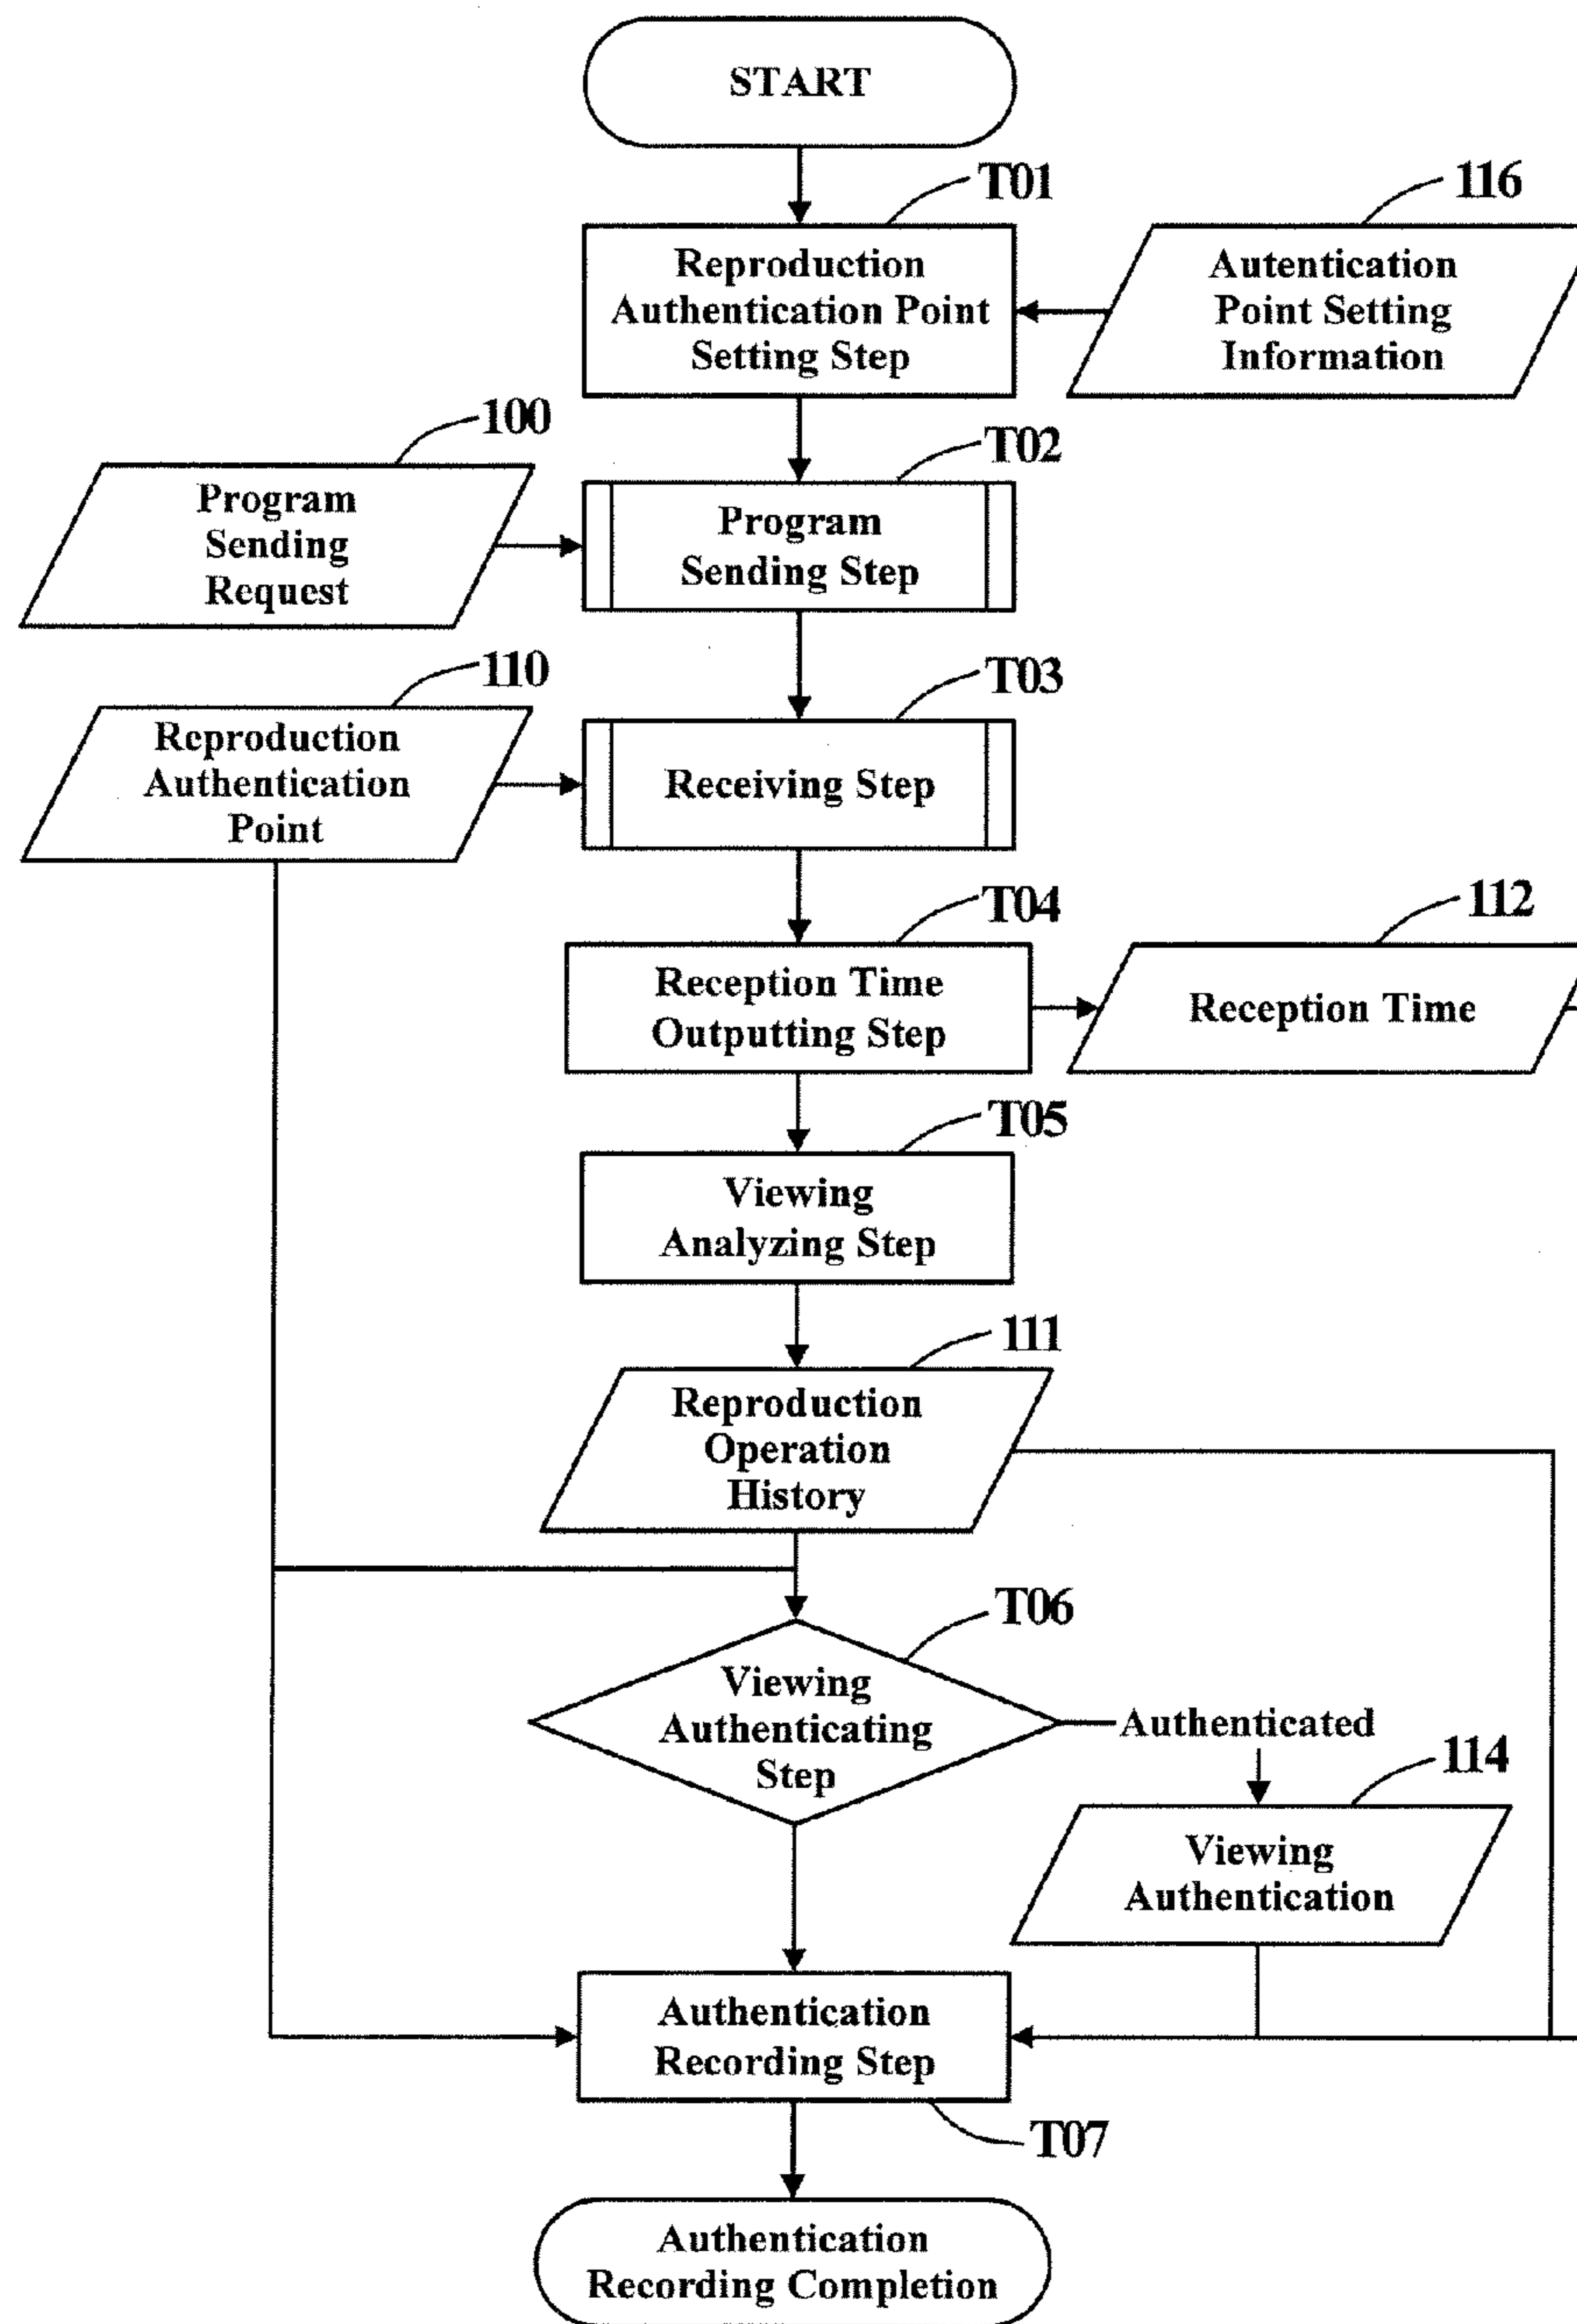 START
T01
116
Reproduction
Authentication Point
Setting Step
Autentication
Point Setting
Information
100
T02
Program
Sending
Request
Program
Sending Step
110
T03
Reproduction
Authentication
Point
Receiving Step
T04
112
Reception Time
Outputting Step
Reception Time
T05
Viewing
Analyzing Step
111
Reproduction
Operation
History
T06
Viewing
Authenticating
Step
Authenticated
114
Viewing
Authentication
Authentication
Recording Step
T07
Authentication
Recording Completion